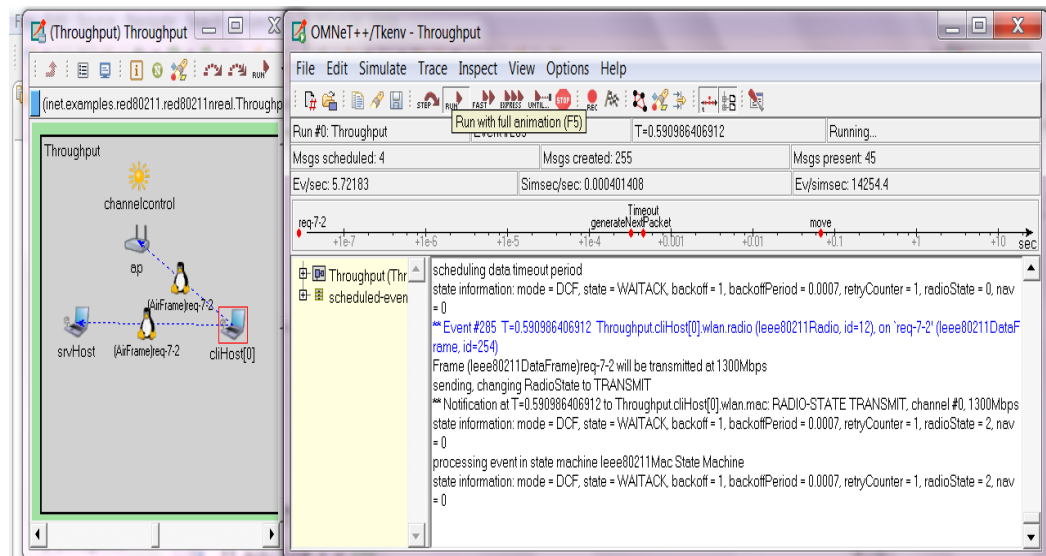 (Throughput) Throughput
RUN
(inet.examples.red80211.red80211nreal.Throughp
Throughput
channelcontrol
ap
(AirFrame)req-7-2
srvHost
(AirFrame)req-7-2
cliHost[0]
OMNeT++/Tkenv - Throughput
File Edit Simulate Trace Inspect View Options Help
STEP RUN FAST EXPRESS UNTIL... STOP REC
Run with full animation (F5)
Run #0: Throughput
T=0.590986406912
Running...
Msgs scheduled: 4
Msgs created: 255
Msgs present: 45
Ev/sec: 5.72183
Simsec/sec: 0.000401408
Ev/simsec: 14254.4
req-7-2
Timeout
generateNextPacket
move
+1e-7 +1e-6 +1e-5 +1e-4 +0.001 +0.01 +0.1 +1 +10 sec
Throughput (Thr
scheduled-even
scheduling data timeout period
state information: mode = DCF, state = WAITACK, backoff = 1, backoffPeriod = 0.0007, retryCounter = 1, radioState = 0, nav
= 0
** Event #285 T=0.590986406912 Throughput.cliHost[0].wlan.radio (Ieee80211Radio, id=12), on `req-7-2' (Ieee80211DataF
rame, id=254)
Frame (Ieee80211DataFrame)req-7-2 will be transmitted at 1300Mbps
sending, changing RadioState to TRANSMIT
** Notification at T=0.590986406912 to Throughput.cliHost[0].wlan.mac: RADIO-STATE TRANSMIT, channel #0, 1300Mbps
state information: mode = DCF, state = WAITACK, backoff = 1, backoffPeriod = 0.0007, retryCounter = 1, radioState = 2, nav
= 0
processing event in state machine Ieee80211Mac State Machine
state information: mode = DCF, state = WAITACK, backoff = 1, backoffPeriod = 0.0007, retryCounter = 1, radioState = 2, nav
= 0